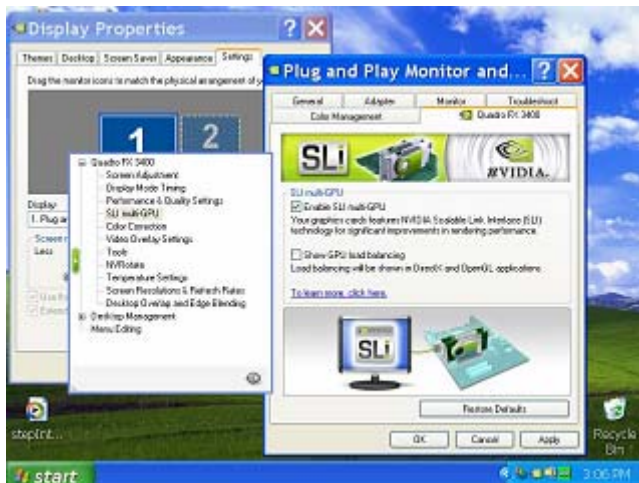 Display Properties
Themes Desktop Screen Saver Appearance Settings
Drag the monitor icons to match the physical arrangement of y
1 2
Display
1. Plug a
Screen r
Less
Quadro FX 3400
Screen Adjustment
Display Mode Timing
Performance & Quality Settings
SLI multi-GPU
Color Correction
Video Overlay Settings
Tools
NVRotate
Temperature Settings
Screen Resolutions & Refresh Rates
Desktop Overlap and Edge Blending
Desktop Management
Menu Editing
Plug and Play Monitor and...
General Adapter Monitor Troubleshoot
Color Management Quadro FX 3400
SLI
NVIDIA.
SLI multi-GPU
Enable SLI multi-GPU
Your graphics cards features NVIDIA Scalable Link Interface (SLI)
technology for significant improvements in rendering performance.
Show GPU load balancing
Load balancing will be shown in DirectX and OpenGL applications
To learn more, click here.
SLI
Restore Defaults
OK Cancel Apply
stepInt...
Recycle
Bin
start
3:06 PM